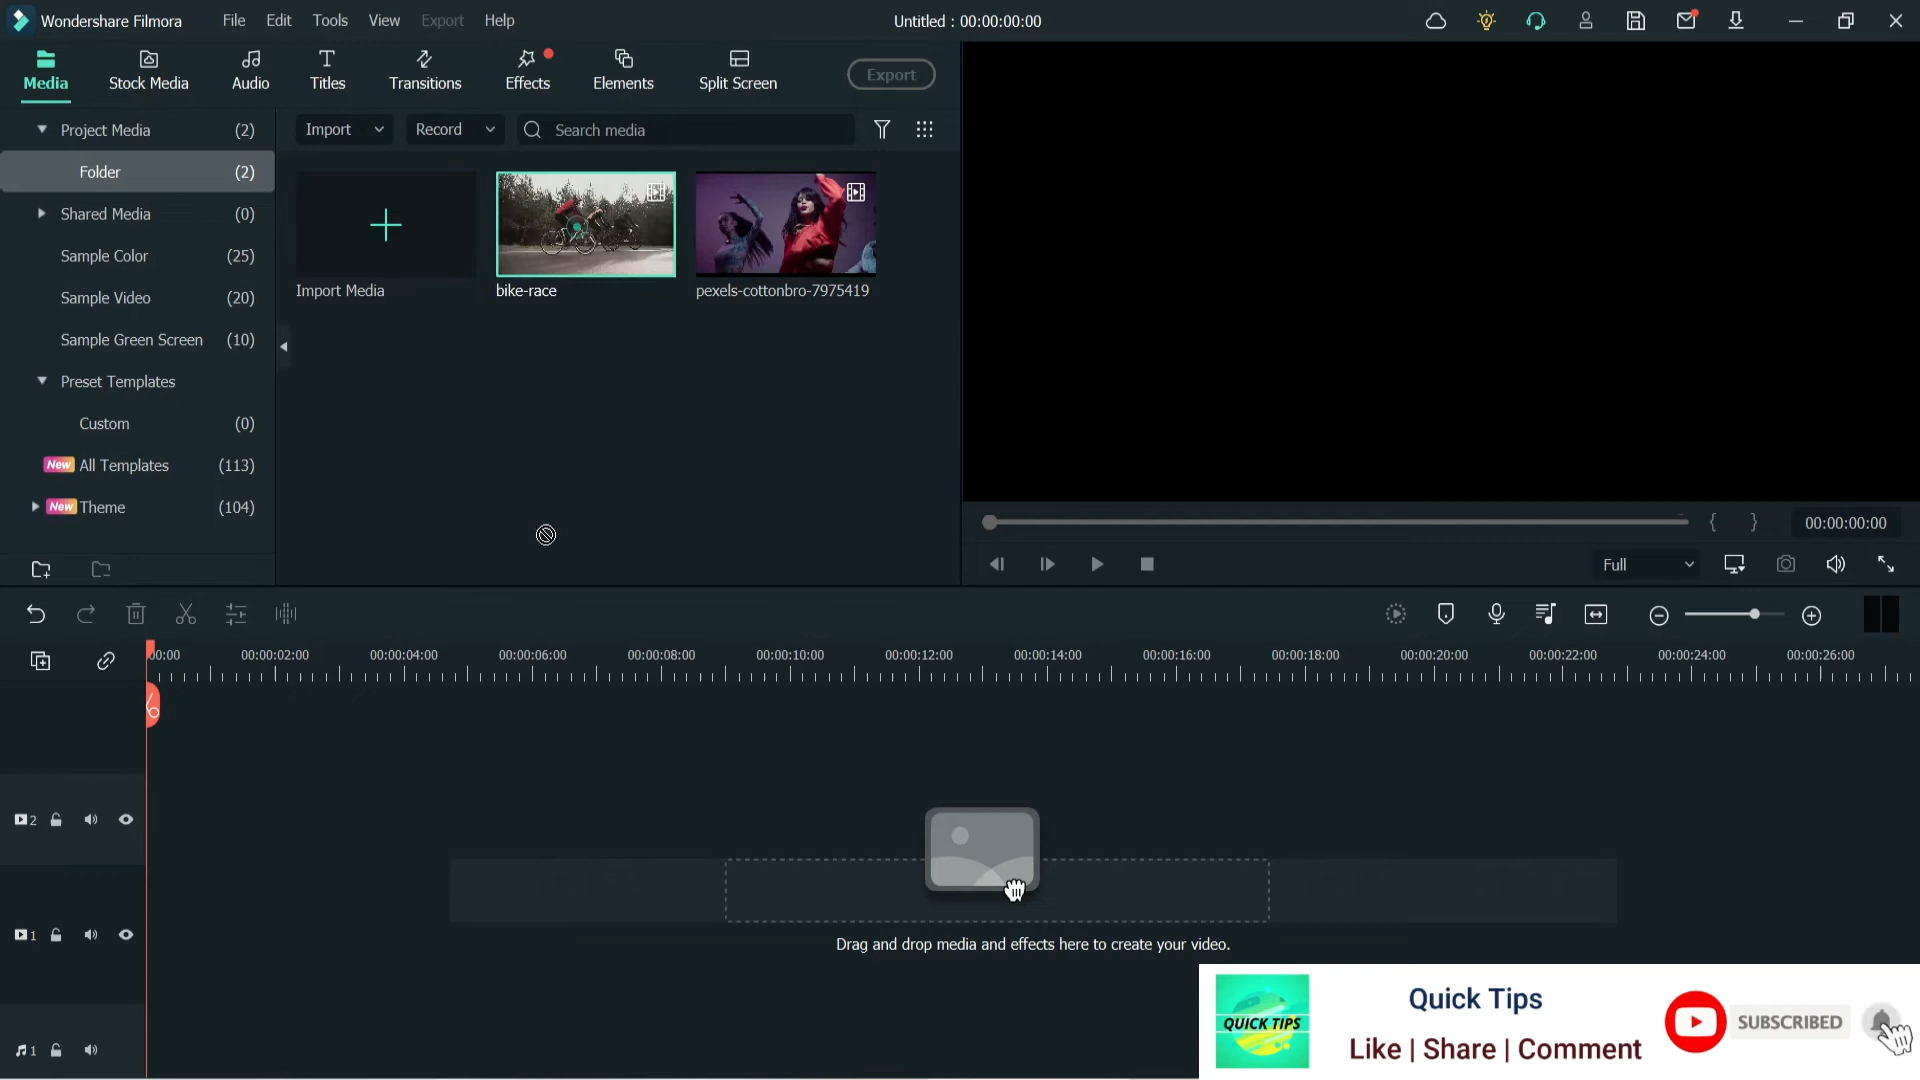 Wondershare Filmora File Edit Tools View Export Help Untitled : 00:00:00:00
Media Stock Media Audio Titles Transitions Effects Elements Split Screen Export
Project Media (2)
Import Record Search media
Folder (2)
Shared Media (0)
Sample Color (25)
Sample Video (20)
Sample Green Screen (10)
Preset Templates
Custom (0)
New All Templates (113)
New Theme (104)
Import Media bike-race pexels-cottonbro-7975419
{ } 00:00:00:00
Full
00:00 00:00:02:00 00:00:04:00 00:00:06:00 00:00:08:00 00:00:10:00 00:00:12:00 00:00:14:00 00:00:16:00 00:00:18:00 00:00:20:00 00:00:22:00 00:00:24:00 00:00:26:00
2
1
Drag and drop media and effects here to create your video.
1
QUICK TIPS
Quick Tips
Like | Share | Comment
SUBSCRIBED